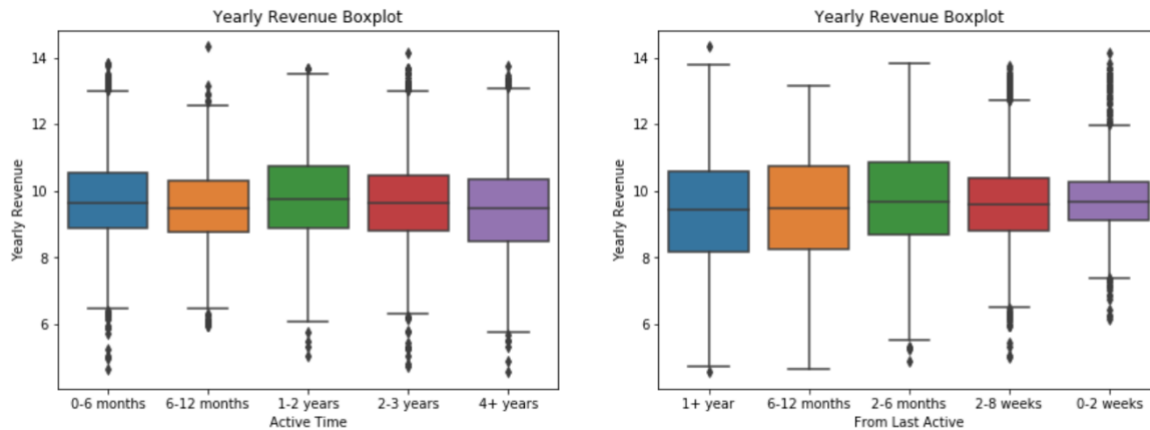 Yearly Revenue Boxplot
Yearly Revenue
14
12
10
8
6
0-6 months 6-12 months 1-2 years 2-3 years 4+ years
Active Time
Yearly Revenue Boxplot
Yearly Revenue
14
12
10
8
6
1+ year 6-12 months 2-6 months 2-8 weeks 0-2 weeks
From Last Active